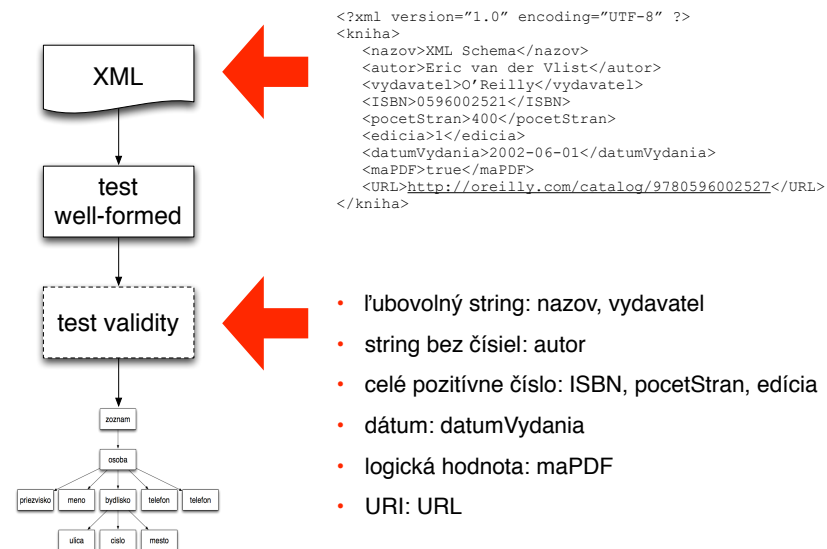 <?xml version=”1.0” encoding=”UTF-8” ?>
<kniha>
<nazov>XML Schema</nazov>
<autor>Eric van der Vlist</autor>
<vydavatel>O’Reilly</vydavatel>
<ISBN>0596002521</ISBN>
<pocetStran>400</pocetStran>
<edicia>1</edicia>
<datumVydania>2002-06-01</datumVydania>
<maPDF>true</maPDF>
<URL>http://oreilly.com/catalog/9780596002527</URL>
</kniha>
XML
test
well-formed
test validity
• ľubovolný string: nazov, vydavatel
• string bez čísiel: autor
• celé pozitívne číslo: ISBN, pocetStran, edícia
• dátum: datumVydania
• logická hodnota: maPDF
• URI: URL
zoznam
osoba
priezvisko meno bydlisko telefon telefon
ulica cislo mesto